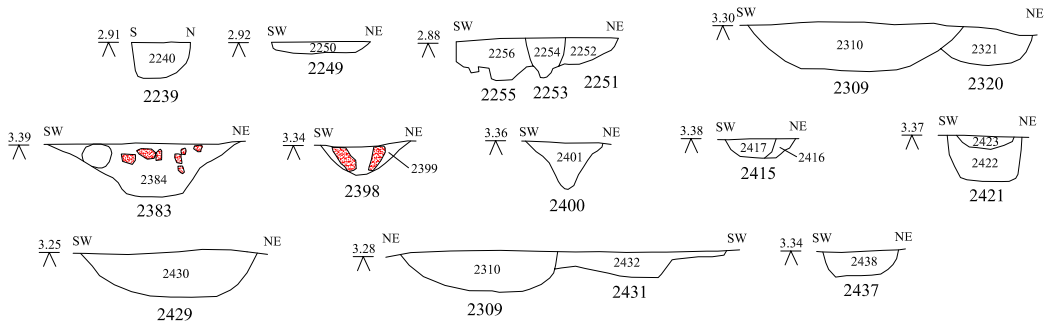 2.91 S N
2240
2239
2.92 SW NE
2250
2249
2.88 SW NE
2256 2254 2252
2255 2253 2251
3.30 SW NE
2310 2321
2309 2320
3.39 SW NE
2384
2383
3.34 SW NE
2399
2398
3.36 SW NE
2401
2400
3.38 SW NE
2417 2416
2415
3.37 SW NE
2423
2422
2421
3.25 SW NE
2430
2429
3.28 NE SW
2310 2432
2309 2431
3.34 SW NE
2438
2437